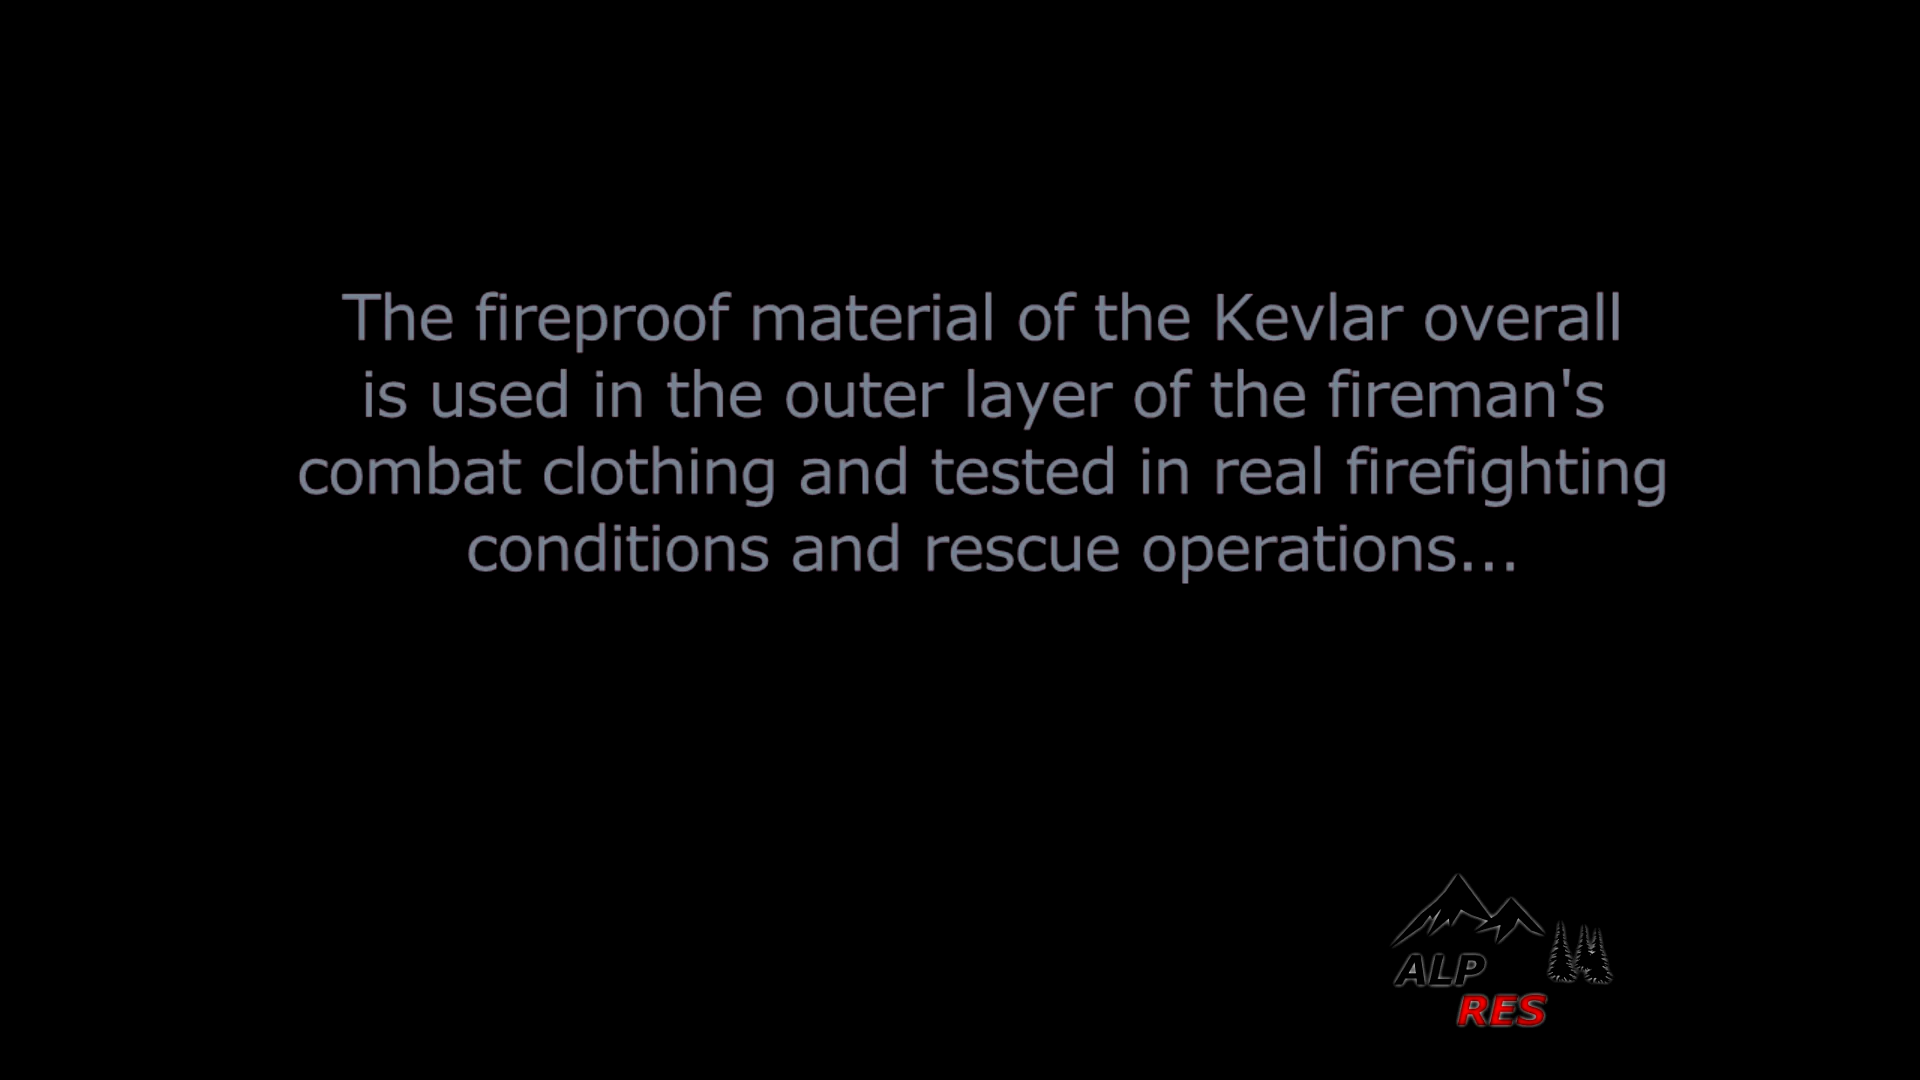 The fireproof material of the Kevlar overall
is used in the outer layer of the fireman's
combat clothing and tested in real firefighting
conditions and rescue operations...
ALP
RES